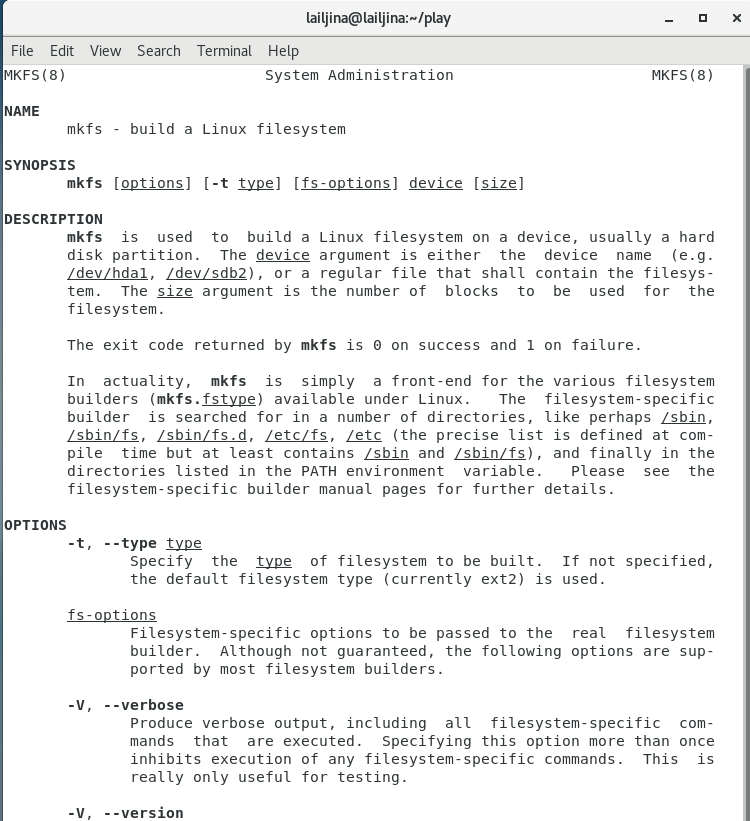 lailjina@lailjina:~/play
File Edit View Search Terminal Help
MKFS(8) System Administration MKFS(8)
NAME
mkfs - build a Linux filesystem
SYNOPSIS
mkfs [options] [-t type] [fs-options] device [size]
DESCRIPTION
mkfs is used to build a Linux filesystem on a device, usually a hard
disk partition. The device argument is either the device name (e.g.
/dev/hda1, /dev/sdb2), or a regular file that shall contain the filesys-
tem. The size argument is the number of blocks to be used for the
filesystem.
The exit code returned by mkfs is 0 on success and 1 on failure.
In actuality, mkfs is simply a front-end for the various filesystem
builders (mkfs.fstype) available under Linux. The filesystem-specific
builder is searched for in a number of directories, like perhaps /sbin,
/sbin/fs, /sbin/fs.d, /etc/fs, /etc (the precise list is defined at com-
pile time but at least contains /sbin and /sbin/fs), and finally in the
directories listed in the PATH environment variable. Please see the
filesystem-specific builder manual pages for further details.
OPTIONS
-t, --type type
Specify the type of filesystem to be built. If not specified,
the default filesystem type (currently ext2) is used.
fs-options
Filesystem-specific options to be passed to the real filesystem
builder. Although not guaranteed, the following options are sup-
ported by most filesystem builders.
-V, --verbose
Produce verbose output, including all filesystem-specific com-
mands that are executed. Specifying this option more than once
inhibits execution of any filesystem-specific commands. This is
really only useful for testing.
-V, --version